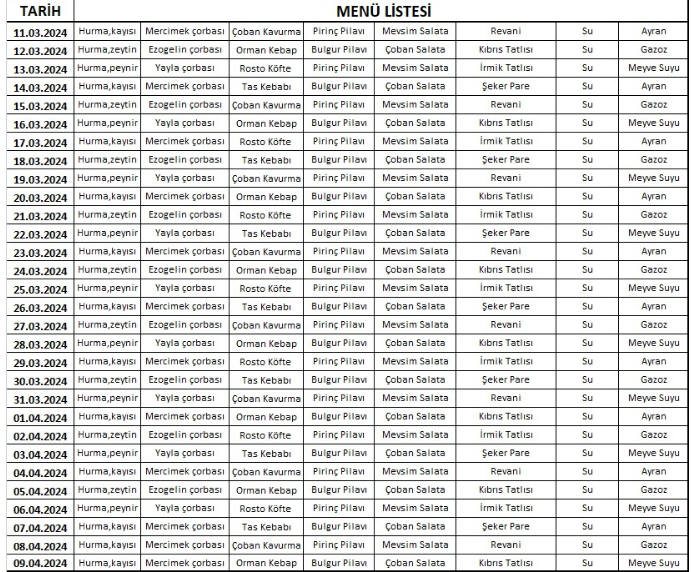 TARİH MENÜ LİSTESİ
11.03.2024 Hurma,kayısı Mercimek çorbası Çoban Kavurma Pirinç Pilavı Mevsim Salata Revani Su Ayran
12.03.2024 Hurma,zeytin Ezogelin çorbası Orman Kebap Bulgur Pilavı Çoban Salata Kıbrıs Tatlısı Su Gazoz
13.03.2024 Hurma,peynir Yayla çorbası Rosto Köfte Pirinç Pilavı Mevsim Salata İrmik Tatlısı Su Meyve Suyu
14.03.2024 Hurma,kayısı Mercimek çorbası Tas Kebabı Bulgur Pilavı Çoban Salata Şeker Pare Su Ayran
15.03.2024 Hurma,zeytin Ezogelin çorbası Çoban Kavurma Pirinç Pilavı Mevsim Salata Revani Su Gazoz
16.03.2024 Hurma,peynir Yayla çorbası Orman Kebap Bulgur Pilavı Çoban Salata Kıbrıs Tatlısı Su Meyve Suyu
17.03.2024 Hurma,kayısı Mercimek çorbası Rosto Köfte Pirinç Pilavı Mevsim Salata İrmik Tatlısı Su Ayran
18.03.2024 Hurma,zeytin Ezogelin çorbası Tas Kebabı Bulgur Pilavı Çoban Salata Şeker Pare Su Gazoz
19.03.2024 Hurma,peynir Yayla çorbası Çoban Kavurma Pirinç Pilavı Mevsim Salata Revani Su Meyve Suyu
20.03.2024 Hurma,kayısı Mercimek çorbası Orman Kebap Bulgur Pilavı Çoban Salata Kıbrıs Tatlısı Su Ayran
21.03.2024 Hurma,zeytin Ezogelin çorbası Rosto Köfte Pirinç Pilavı Mevsim Salata İrmik Tatlısı Su Gazoz
22.03.2024 Hurma,peynir Yayla çorbası Tas Kebabı Bulgur Pilavı Çoban Salata Şeker Pare Su Meyve Suyu
23.03.2024 Hurma,kayısı Mercimek çorbası Çoban Kavurma Pirinç Pilavı Mevsim Salata Revani Su Ayran
24.03.2024 Hurma,zeytin Ezogelin çorbası Orman Kebap Bulgur Pilavı Çoban Salata Kıbrıs Tatlısı Su Gazoz
25.03.2024 Hurma,peynir Yayla çorbası Rosto Köfte Pirinç Pilavı Mevsim Salata İrmik Tatlısı Su Meyve Suyu
26.03.2024 Hurma,kayısı Mercimek çorbası Tas Kebabı Bulgur Pilavı Çoban Salata Şeker Pare Su Ayran
27.03.2024 Hurma,zeytin Ezogelin çorbası Çoban Kavurma Pirinç Pilavı Mevsim Salata Revani Su Gazoz
28.03.2024 Hurma,peynir Yayla çorbası Orman Kebap Bulgur Pilavı Çoban Salata Kıbrıs Tatlısı Su Meyve Suyu
29.03.2024 Hurma,kayısı Mercimek çorbası Rosto Köfte Pirinç Pilavı Mevsim Salata İrmik Tatlısı Su Ayran
30.03.2024 Hurma,zeytin Ezogelin çorbası Tas Kebabı Bulgur Pilavı Çoban Salata Şeker Pare Su Gazoz
31.03.2024 Hurma,peynir Yayla çorbası Çoban Kavurma Pirinç Pilavı Mevsim Salata Revani Su Meyve Suyu
01.04.2024 Hurma,kayısı Mercimek çorbası Orman Kebap Bulgur Pilavı Çoban Salata Kıbrıs Tatlısı Su Ayran
02.04.2024 Hurma,zeytin Ezogelin çorbası Rosto Köfte Pirinç Pilavı Mevsim Salata İrmik Tatlısı Su Gazoz
03.04.2024 Hurma,peynir Yayla çorbası Tas Kebabı Bulgur Pilavı Çoban Salata Şeker Pare Su Meyve Suyu
04.04.2024 Hurma,kayısı Mercimek çorbası Çoban Kavurma Pirinç Pilavı Mevsim Salata Revani Su Ayran
05.04.2024 Hurma,zeytin Ezogelin çorbası Orman Kebap Bulgur Pilavı Çoban Salata Kıbrıs Tatlısı Su Gazoz
06.04.2024 Hurma,peynir Yayla çorbası Rosto Köfte Pirinç Pilavı Mevsim Salata İrmik Tatlısı Su Meyve Suyu
07.04.2024 Hurma,kayısı Mercimek çorbası Tas Kebabı Bulgur Pilavı Çoban Salata Şeker Pare Su Ayran
08.04.2024 Hurma,kayısı Mercimek çorbası Çoban Kavurma Pirinç Pilavı Mevsim Salata Revani Su Gazoz
09.04.2024 Hurma,kayısı Mercimek çorbası Orman Kebap Bulgur Pilavı Çoban Salata Kıbrıs Tatlısı Su Meyve Suyu